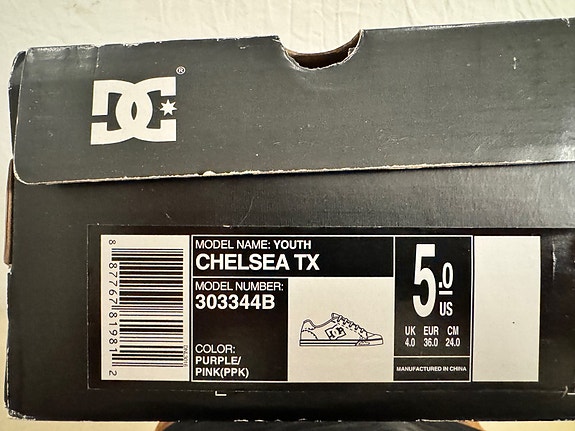 DC®
MODEL NAME: YOUTH
CHELSEA TX
MODEL NUMBER:
303344B
COLOR:
PURPLE/
PINK(PPK)
5.0
US
UK EUR CM
4.0 36.0 24.0
MANUFACTURED IN CHINA
8 87767 81981 2